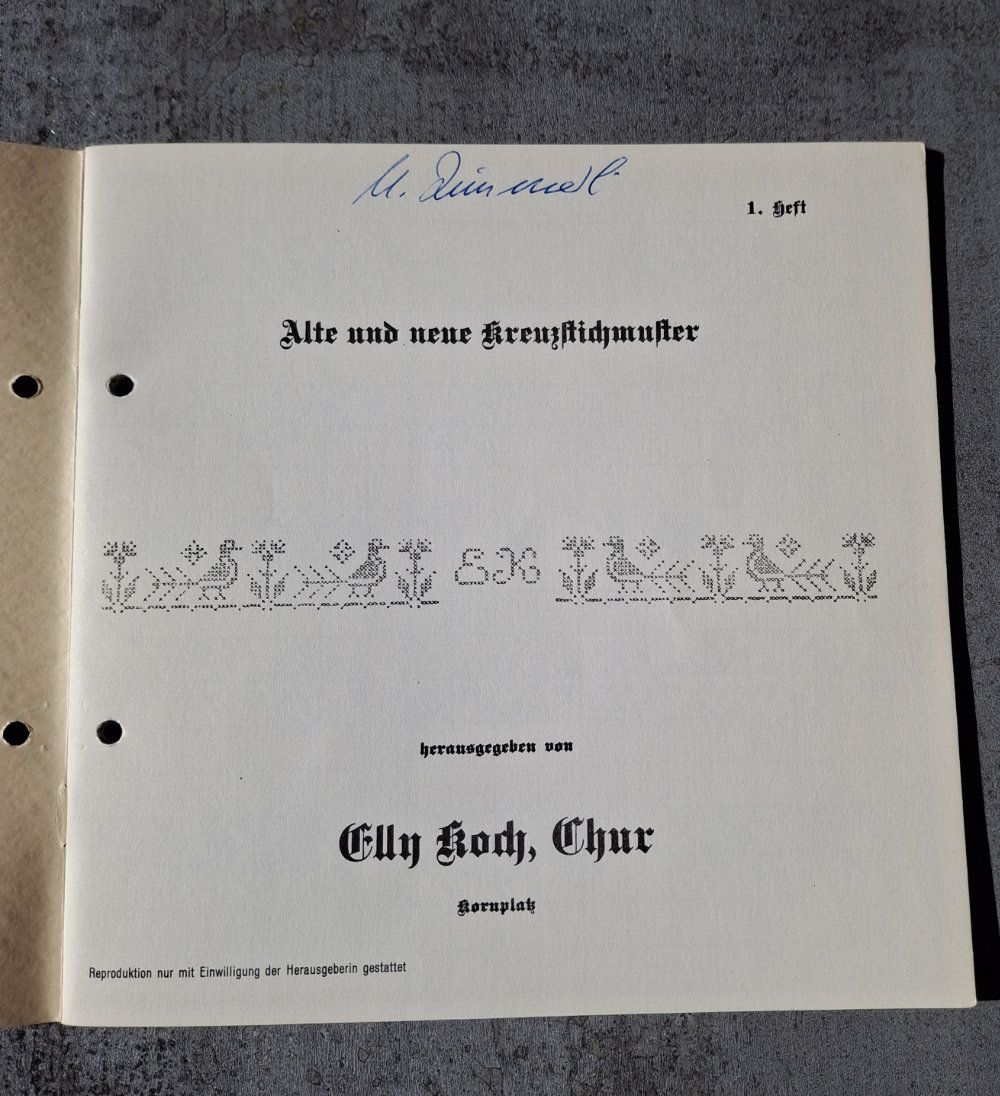 1. Heft
Alte und neue Kreuzstichmuster
EK
herausgegeben von
Elly Koch, Chur
Kornplatz
Reproduktion nur mit Einwilligung der Herausgeberin gestattet